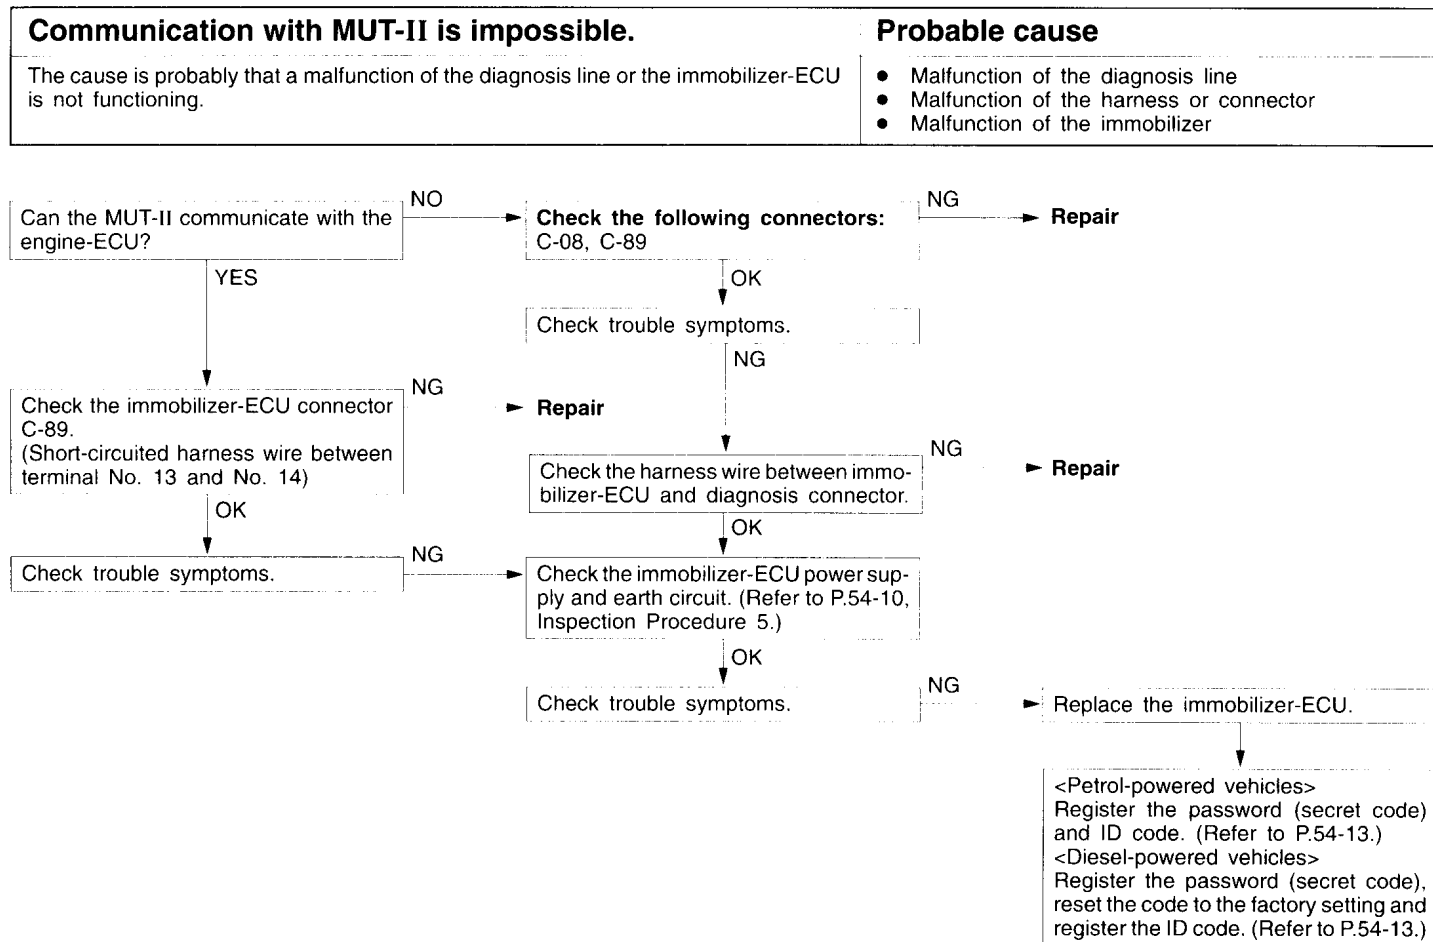 Communication with MUT-II is impossible.
Probable cause
The cause is probably that a malfunction of the diagnosis line or the immobilizer-ECU
is not functioning.
● Malfunction of the diagnosis line
● Malfunction of the harness or connector
● Malfunction of the immobilizer
Can the MUT-II communicate with the
engine-ECU?
NO
Check the following connectors:
C-08, C-89
NG
Repair
YES
OK
Check trouble symptoms.
NG
Check the immobilizer-ECU connector
C-89.
(Short-circuited harness wire between
terminal No. 13 and No. 14)
NG
Repair
Check the harness wire between immo-
bilizer-ECU and diagnosis connector.
NG
Repair
OK
OK
Check trouble symptoms.
NG
Check the immobilizer-ECU power sup-
ply and earth circuit. (Refer to P.54-10,
Inspection Procedure 5.)
OK
Check trouble symptoms.
NG
Replace the immobilizer-ECU.
<Petrol-powered vehicles>
Register the password (secret code)
and ID code. (Refer to P.54-13.)
<Diesel-powered vehicles>
Register the password (secret code),
reset the code to the factory setting and
register the ID code. (Refer to P.54-13.)